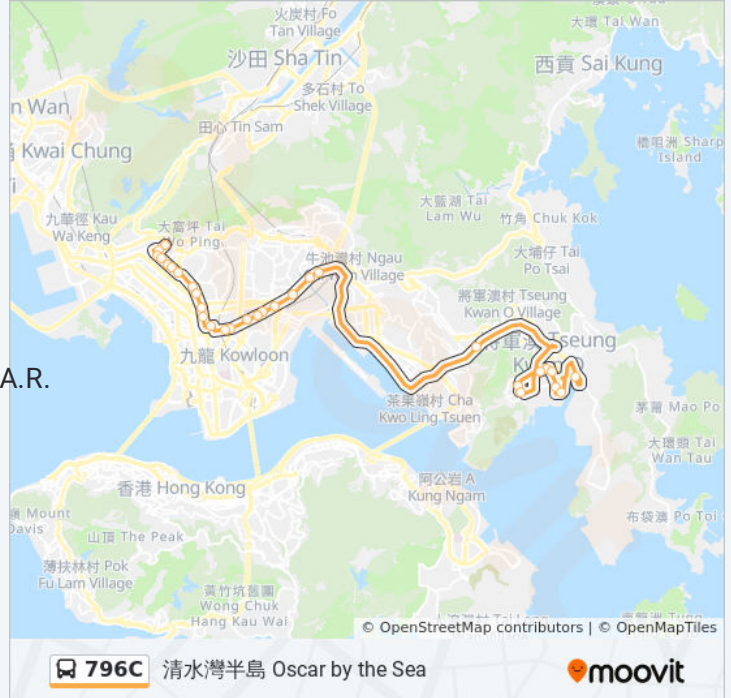 火炭村 Fo
Tan Village
大環 Tai Wan
沙田 Sha Tin
西貢 Sai Kung
多石村 To
Shek Village
n Wan
田心 Tin Sam
橋咀洲 Sharp
Island
Kwai Chung
大藍湖 Tai
Lam Wu
竹角 Chuk Kok
九華徑 Kau
Wa Keng
大窩坪 Tai
Wo Ping
大埔仔 Tai
Po Tsai
牛池灣村 Ngau
Village
將軍澳村 Tseung
Kwan O Village
將軍澳 Tseung
九龍 Kowloon
A.R.
茶果嶺村 Cha
Kwo Ling Tsuen
茅莆 Mao Po
大環頭 Tai
Wan Tau
阿公岩 A
Kung Ngam
香港 Hong Kong
Mount
Davis
山頂 The Peak
布袋澳 Po Toi
薄扶林村 Pok
Fu Lam Village
黃竹坑舊圍
Wong Chuk
Hang Kau Wai
© OpenStreetMap contributors | © OpenMapTiles
796C 清水灣半島 Oscar by the Sea
moovit